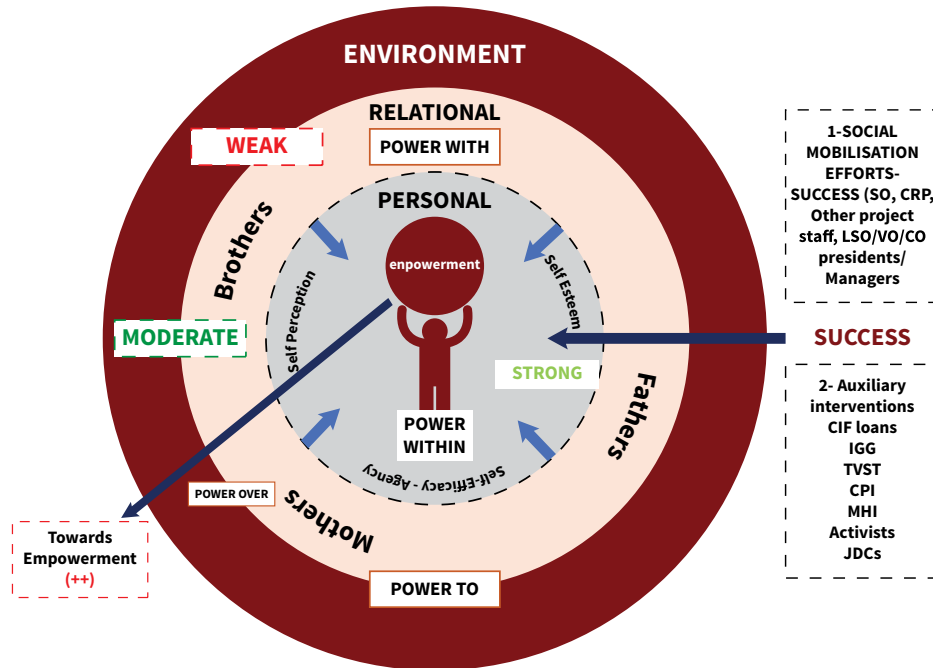 ENVIRONMENT
RELATIONAL
WEAK
POWER WITH
PERSONAL
Brothers
enpowerment
Self Perception
Self Esteem
MODERATE
STRONG
Fathers
POWER
WITHIN
Self-Efficacy - Agency
POWER OVER
Mothers
POWER TO
Towards
Empowerment
(++)
1-SOCIAL
MOBILISATION
EFFORTS-
SUCCESS (SO, CRP,
Other project
staff, LSO/VO/CO
presidents/
Managers
SUCCESS
2- Auxiliary
interventions
CIF loans
IGG
TVST
CPI
MHI
Activists
JDCs